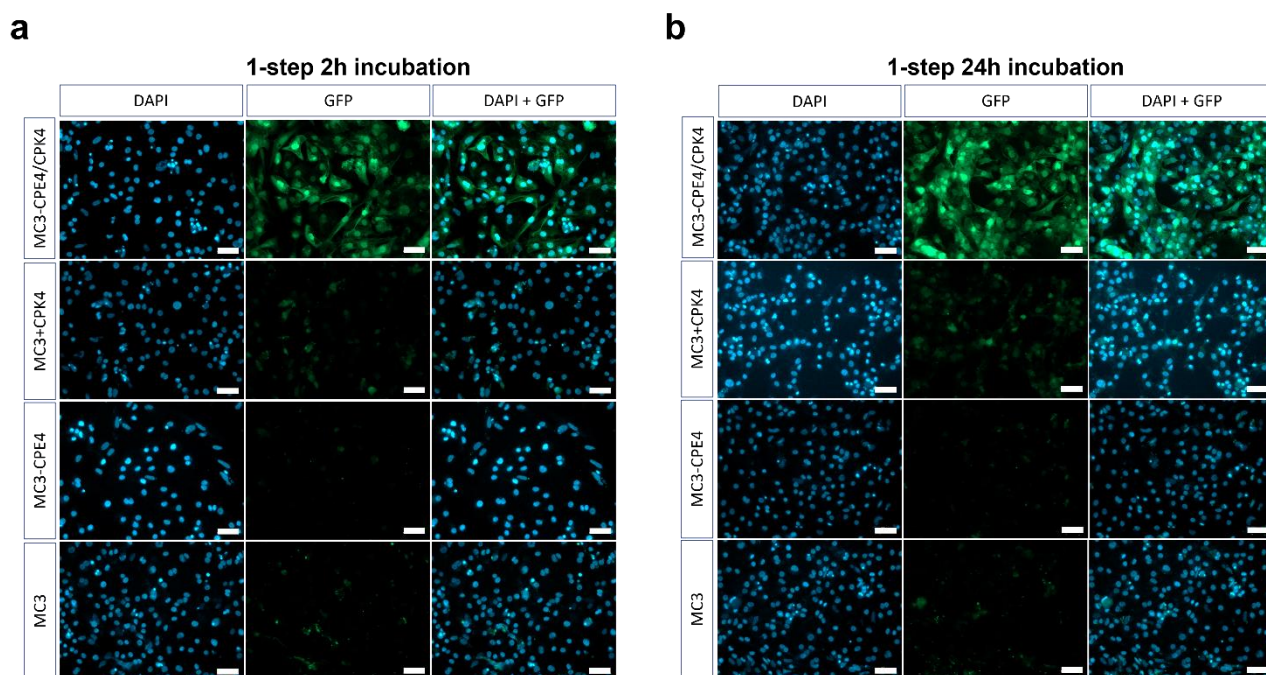 a
1-step 2h incubation
DAPI
GFP
DAPI + GFP
MC3-CPE4/CPK4
MC3+CPK4
MC3-CPE4
MC3
b
1-step 24h incubation
DAPI
GFP
DAPI + GFP
MC3-CPE4/CPK4
MC3+CPK4
MC3-CPE4
MC3